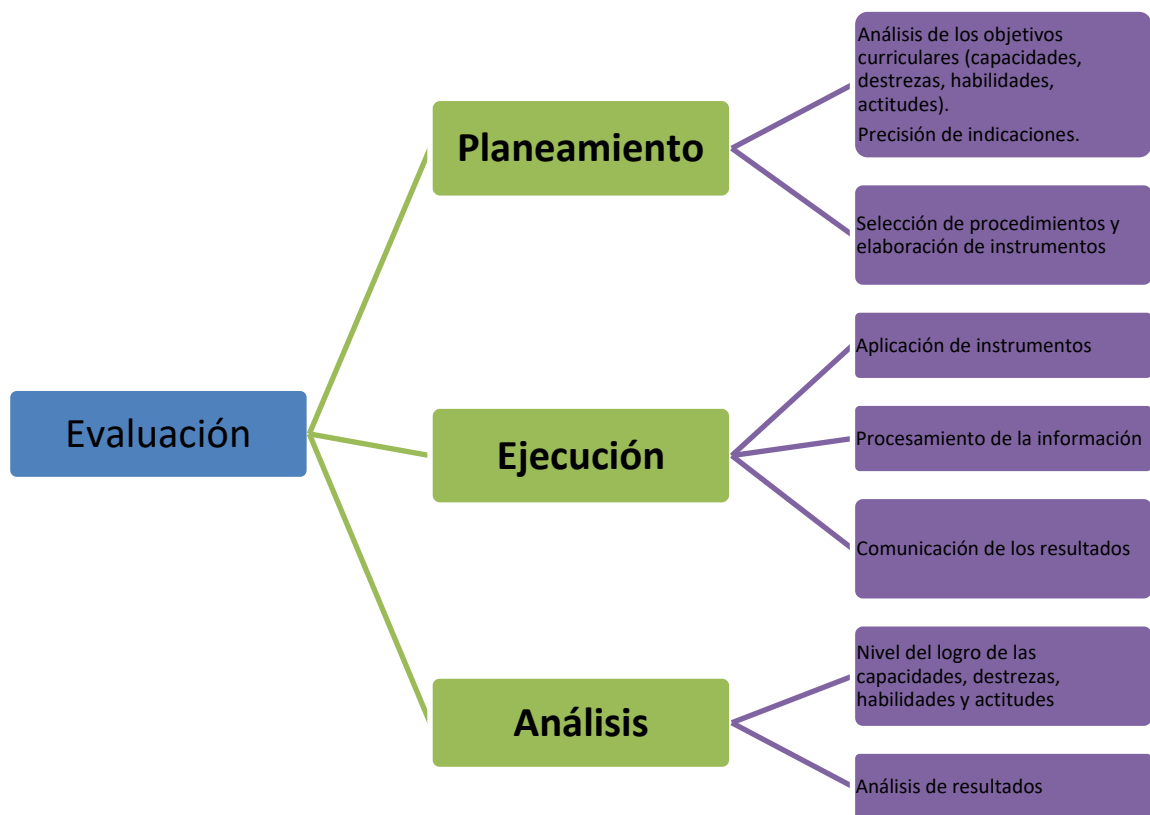 Evaluación
Planeamiento
Análisis de los objetivos
curriculares (capacidades,
destrezas, habilidades,
actitudes).
Precisión de indicaciones.
Selección de procedimientos y
elaboración de instrumentos
Ejecución
Aplicación de instrumentos
Procesamiento de la información
Comunicación de los resultados
Análisis
Nivel del logro de las
capacidades, destrezas,
habilidades y actitudes
Análisis de resultados